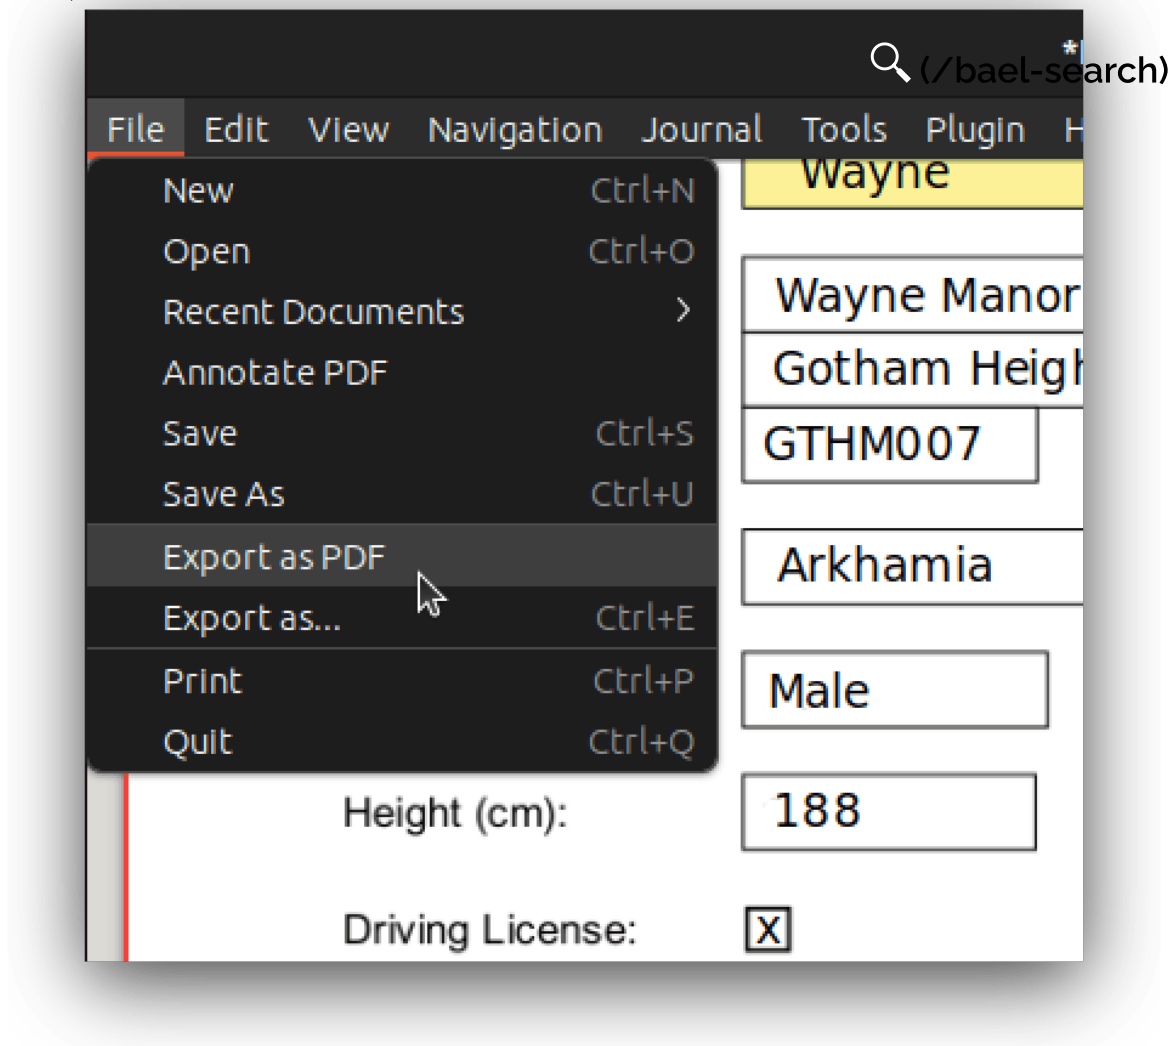 (/bael-search)
File Edit View Navigation Journal Tools Plugin H
New Ctrl+N
Open Ctrl+O
Recent Documents
Annotate PDF
Save Ctrl+S
Save As Ctrl+U
Export as PDF
Export as... Ctrl+E
Print Ctrl+P
Quit Ctrl+Q
Wayne
Wayne Manor
Gotham Heigh
GTHM007
Arkhamia
Male
Height (cm): 188
Driving License: X